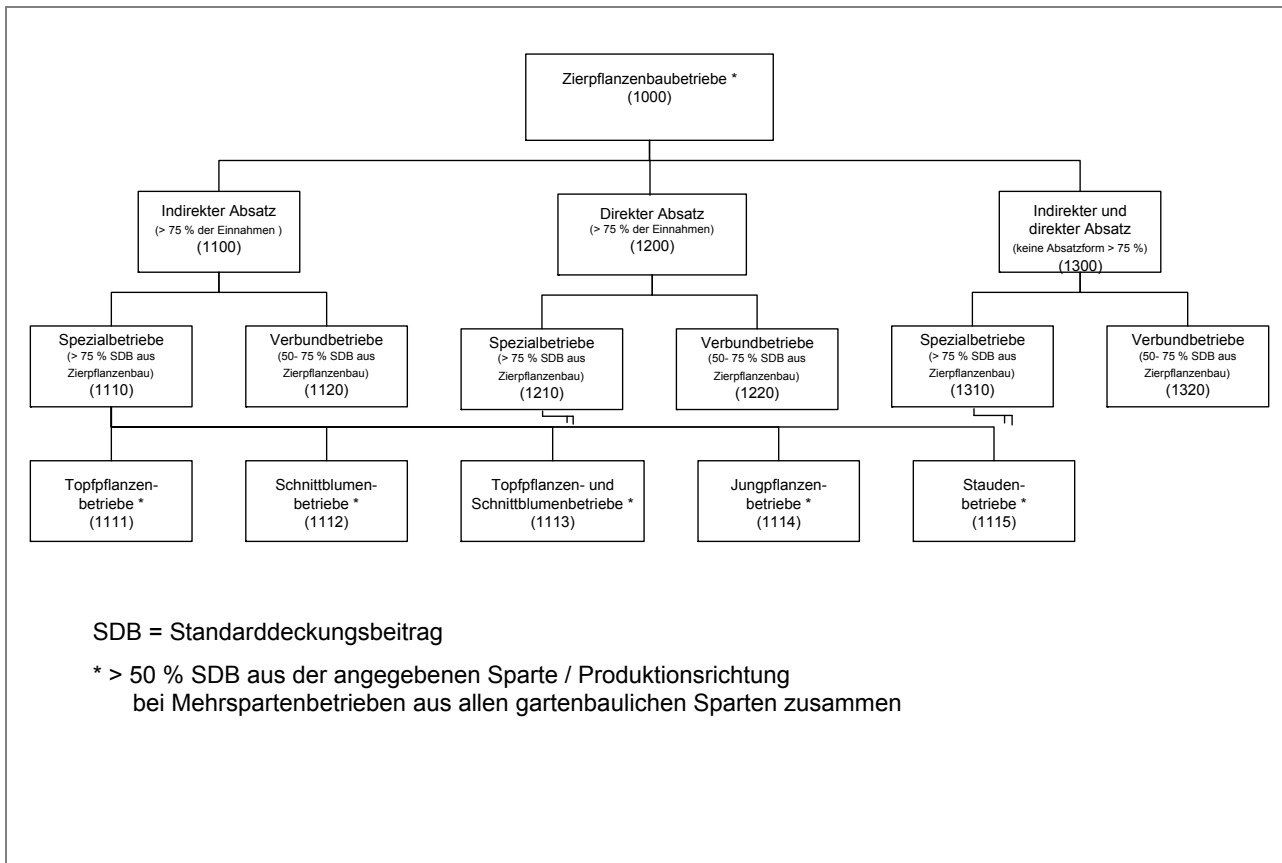 Zierpflanzenbaubetriebe *
(1000)
Indirekter Absatz
(> 75 % der Einnahmen )
(1100)
Direkter Absatz
(> 75 % der Einnahmen)
(1200)
Indirekter und
direkter Absatz
(keine Absatzform > 75 %)
(1300)
Spezialbetriebe
(> 75 % SDB aus
Zierpflanzenbau)
(1110)
Verbundbetriebe
(50- 75 % SDB aus
Zierpflanzenbau)
(1120)
Spezialbetriebe
(> 75 % SDB aus
Zierpflanzenbau)
(1210)
Verbundbetriebe
(50- 75 % SDB aus
Zierpflanzenbau)
(1220)
Spezialbetriebe
(> 75 % SDB aus
Zierpflanzenbau)
(1310)
Verbundbetriebe
(50- 75 % SDB aus
Zierpflanzenbau)
(1320)
Topfpflanzen-
betriebe *
(1111)
Schnittblumen-
betriebe *
(1112)
Topfpflanzen- und
Schnittblumenbetriebe *
(1113)
Jungpflanzen-
betriebe *
(1114)
Stauden-
betriebe *
(1115)
SDB = Standarddeckungsbeitrag
* > 50 % SDB aus der angegebenen Sparte / Produktionsrichtung
bei Mehrspartenbetrieben aus allen gartenbaulichen Sparten zusammen